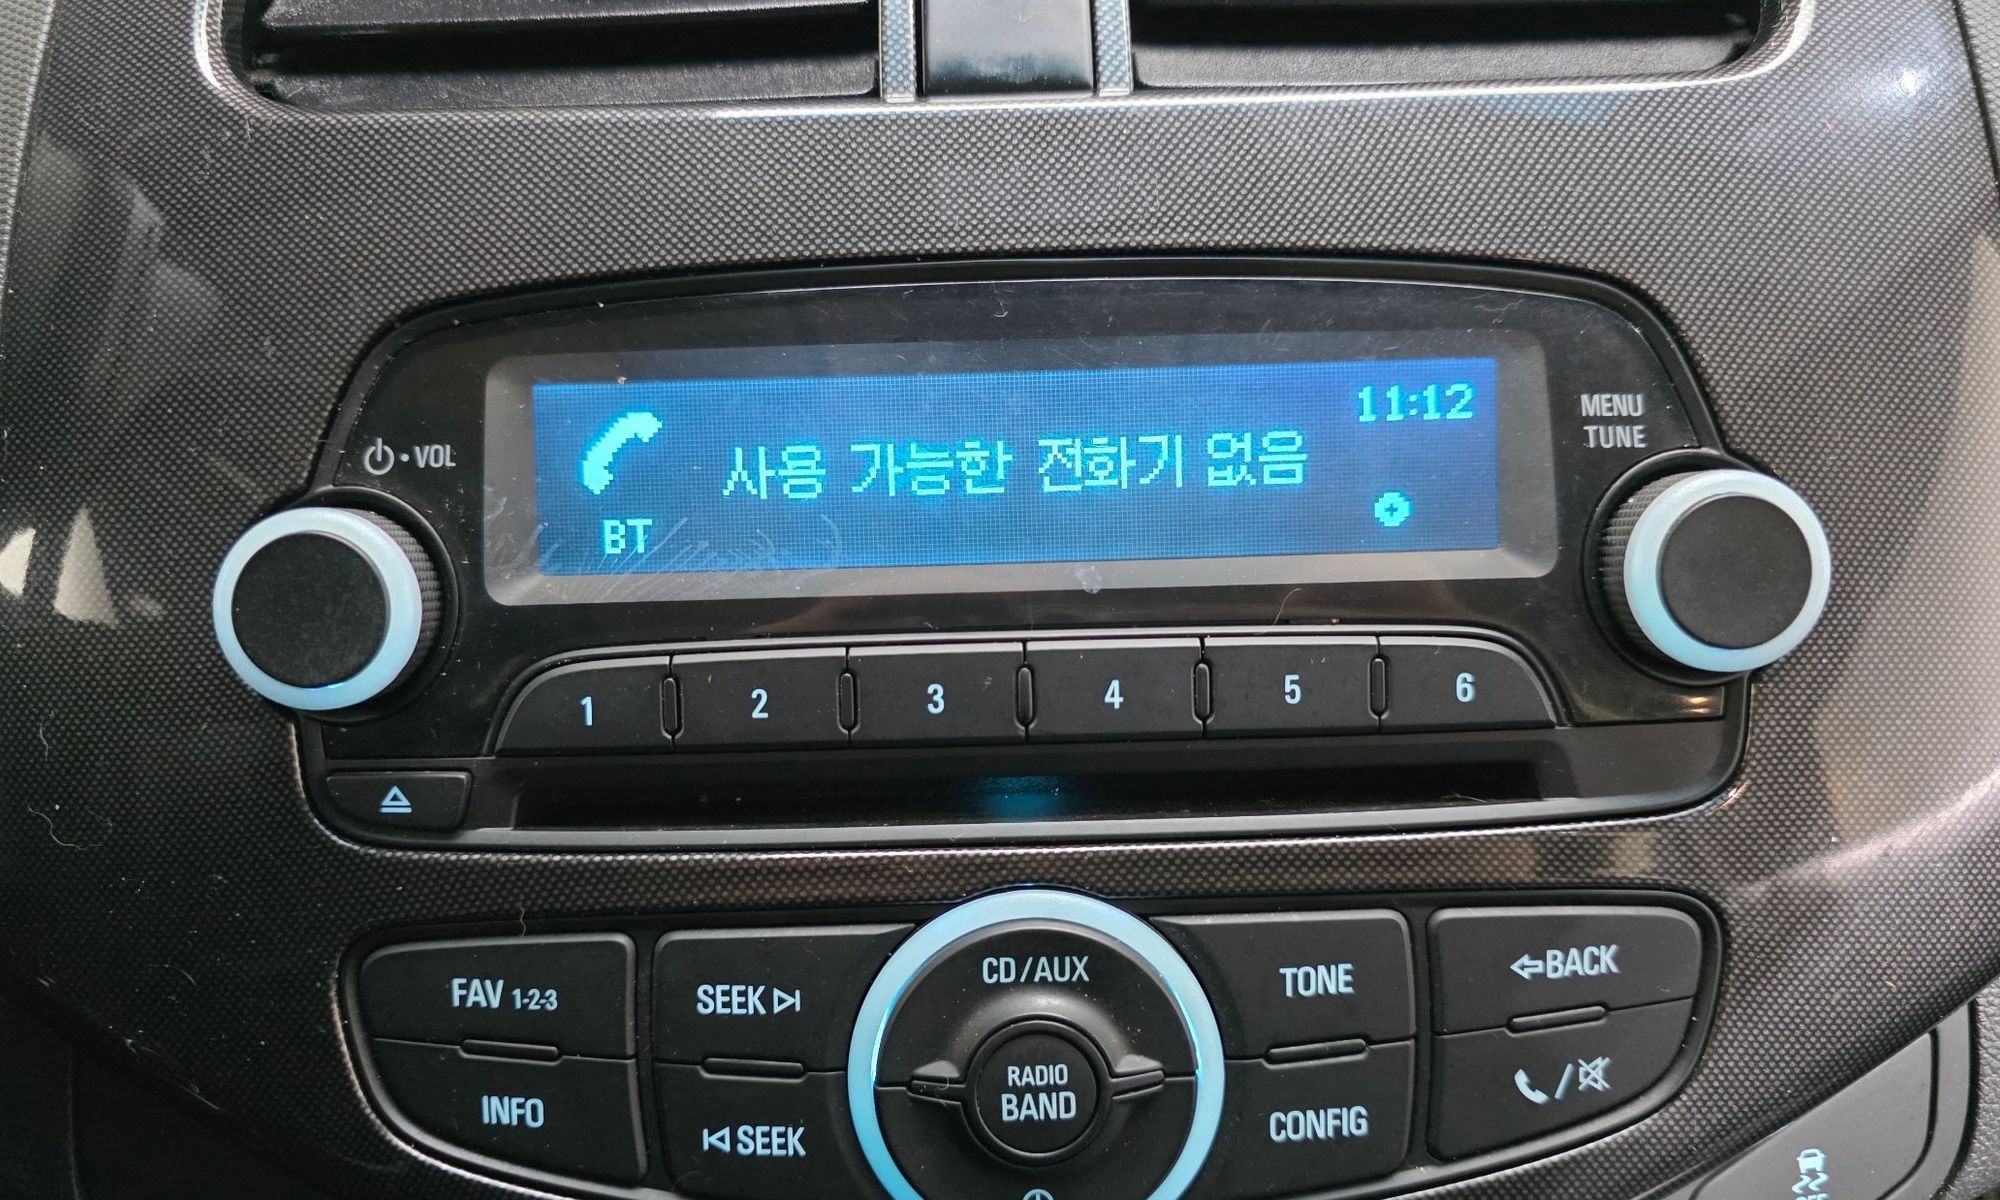 11:12
사용 가능한 전화기 없음
BT
VOL
MENU
TUNE
1 2 3 4 5 6
FAV 1-2-3
SEEK
CD/AUX
TONE
BACK
INFO
SEEK
RADIO
BAND
CONFIG
/